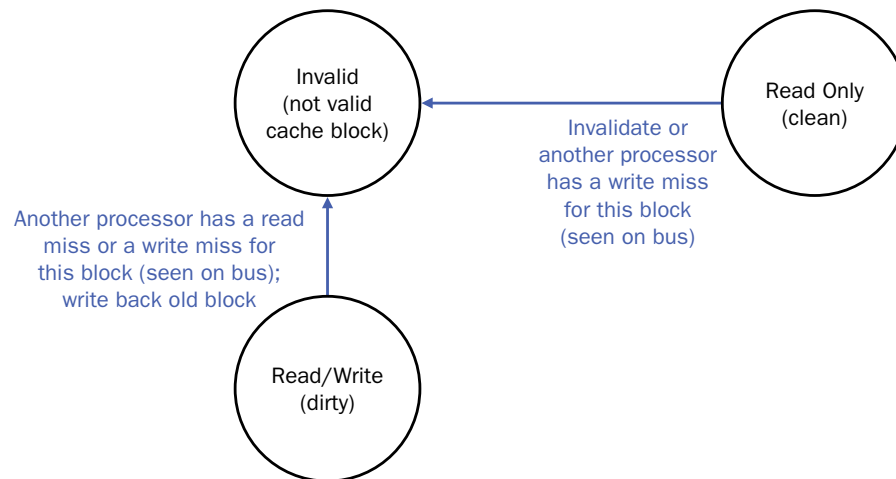 Invalid
(not valid
cache block)
Read Only
(clean)
Invalidate or
another processor
has a write miss
for this block
(seen on bus)
Another processor has a read
miss or a write miss for
this block (seen on bus);
write back old block
Read/Write
(dirty)